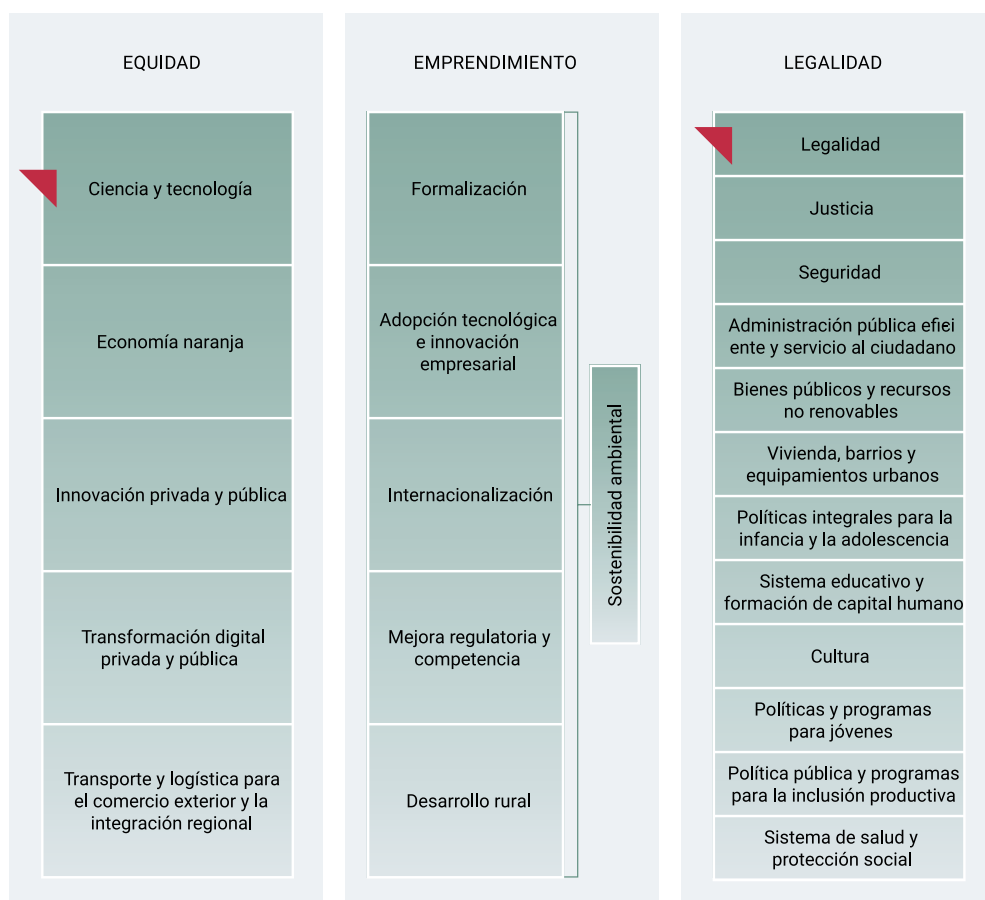 EQUIDAD
Ciencia y tecnología
Economía naranja
Innovación privada y pública
Transformación digital
privada y pública
Transporte y logística para
el comercio exterior y la
integración regional
EMPRENDIMIENTO
Formalización
Adopción tecnológica
e innovación
empresarial
Internacionalización
Mejora regulatoria y
competencia
Desarrollo rural
Sostenibilidad ambiental
LEGALIDAD
Legalidad
Justicia
Seguridad
Administración pública efici
ente y servicio al ciudadano
Bienes públicos y recursos
no renovables
Vivienda, barrios y
equipamientos urbanos
Políticas integrales para la
infancia y la adolescencia
Sistema educativo y
formación de capital humano
Cultura
Políticas y programas
para jóvenes
Política pública y programas
para la inclusión productiva
Sistema de salud y
protección social